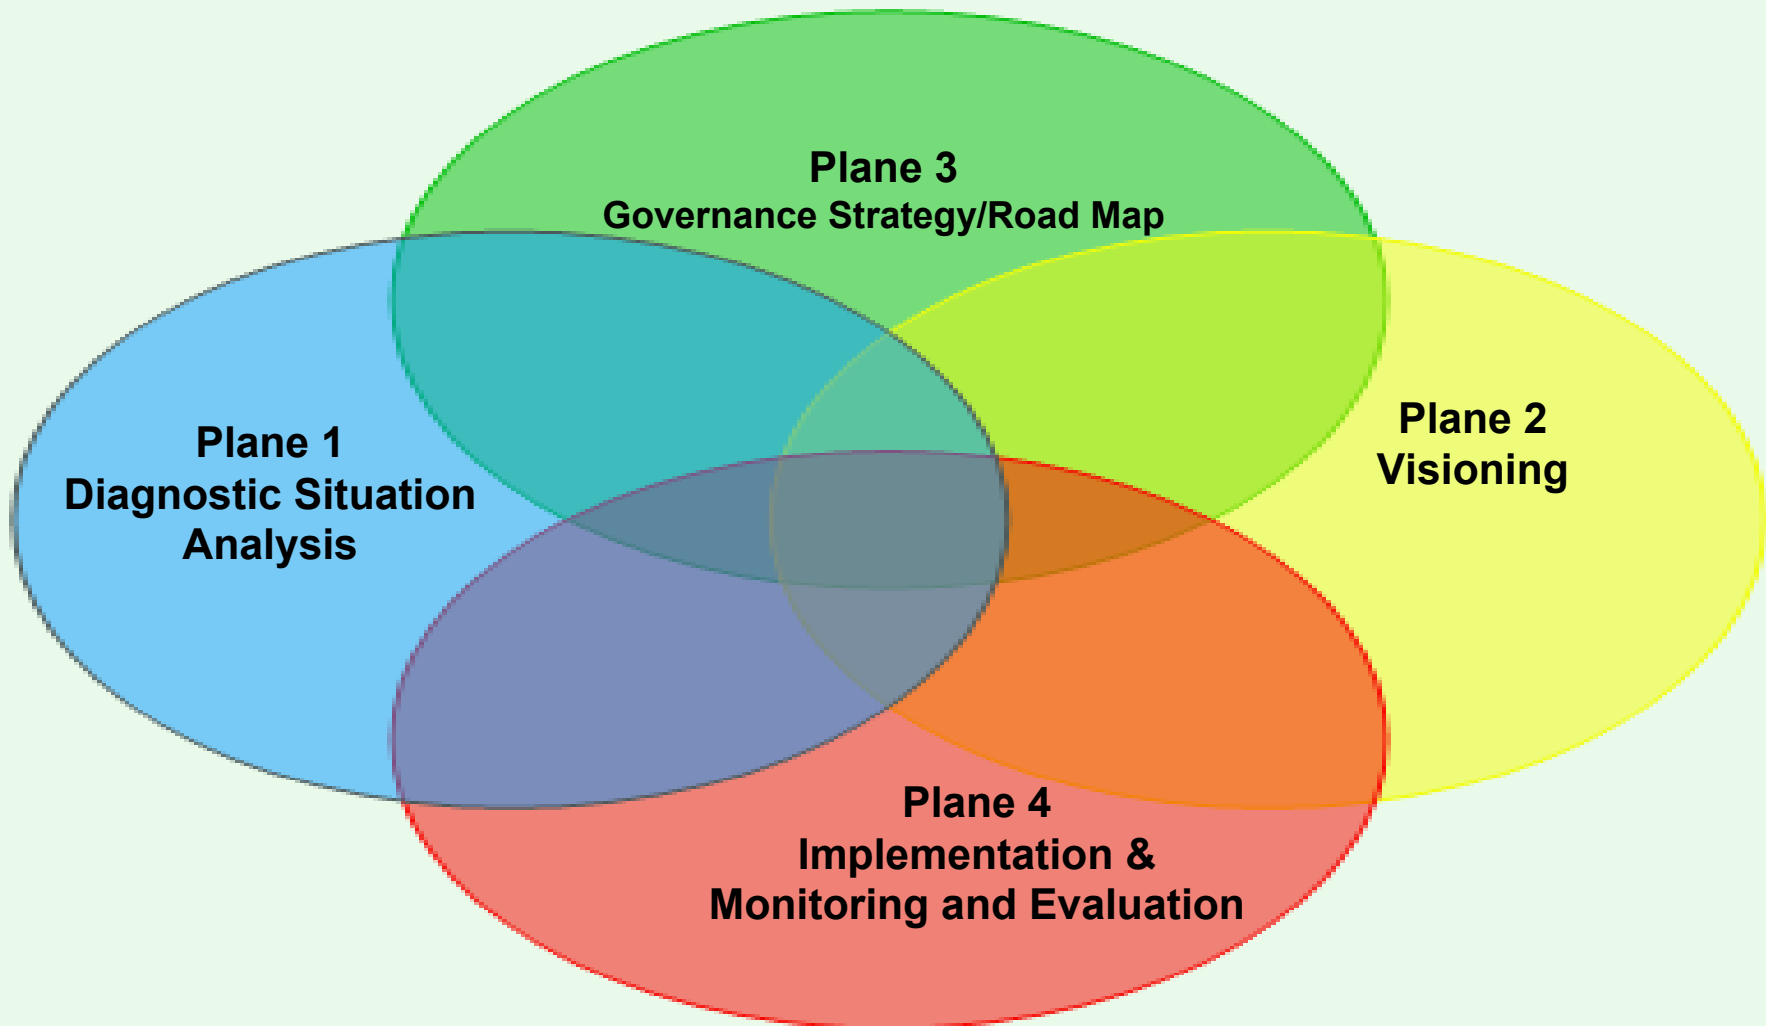 Plane 3
Governance Strategy/Road Map
Plane 1
Diagnostic Situation
Analysis
Plane 2
Visioning
Plane 4
Implementation &
Monitoring and Evaluation